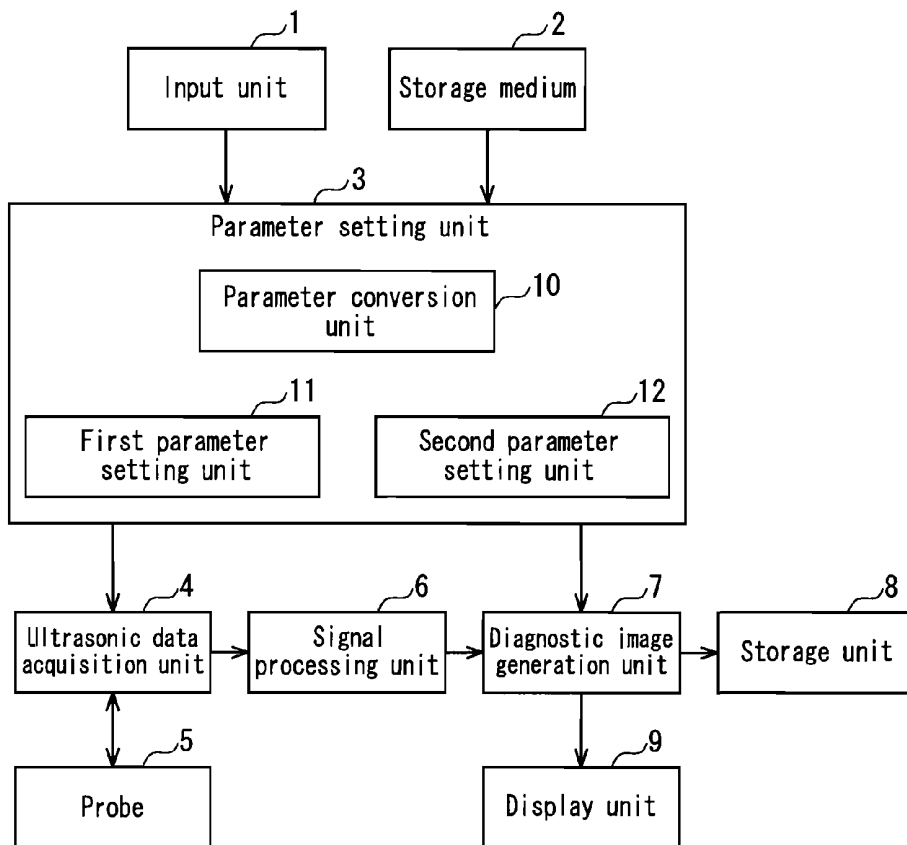 1
2
Input unit
Storage medium
3
Parameter setting unit
10
Parameter conversion
unit
11
12
First parameter
setting unit
Second parameter
setting unit
4
6
7
8
Ultrasonic data
acquisition unit
Signal
processing unit
Diagnostic image
generation unit
Storage unit
5
9
Probe
Display unit